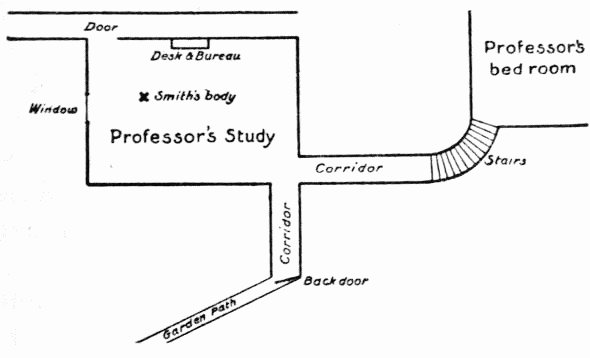 Door
Desk & Bureau
Professor's
bed room
Window
Smith's body
Professor's Study
Corridor
Stairs
Corridor
Back door
Garden Path